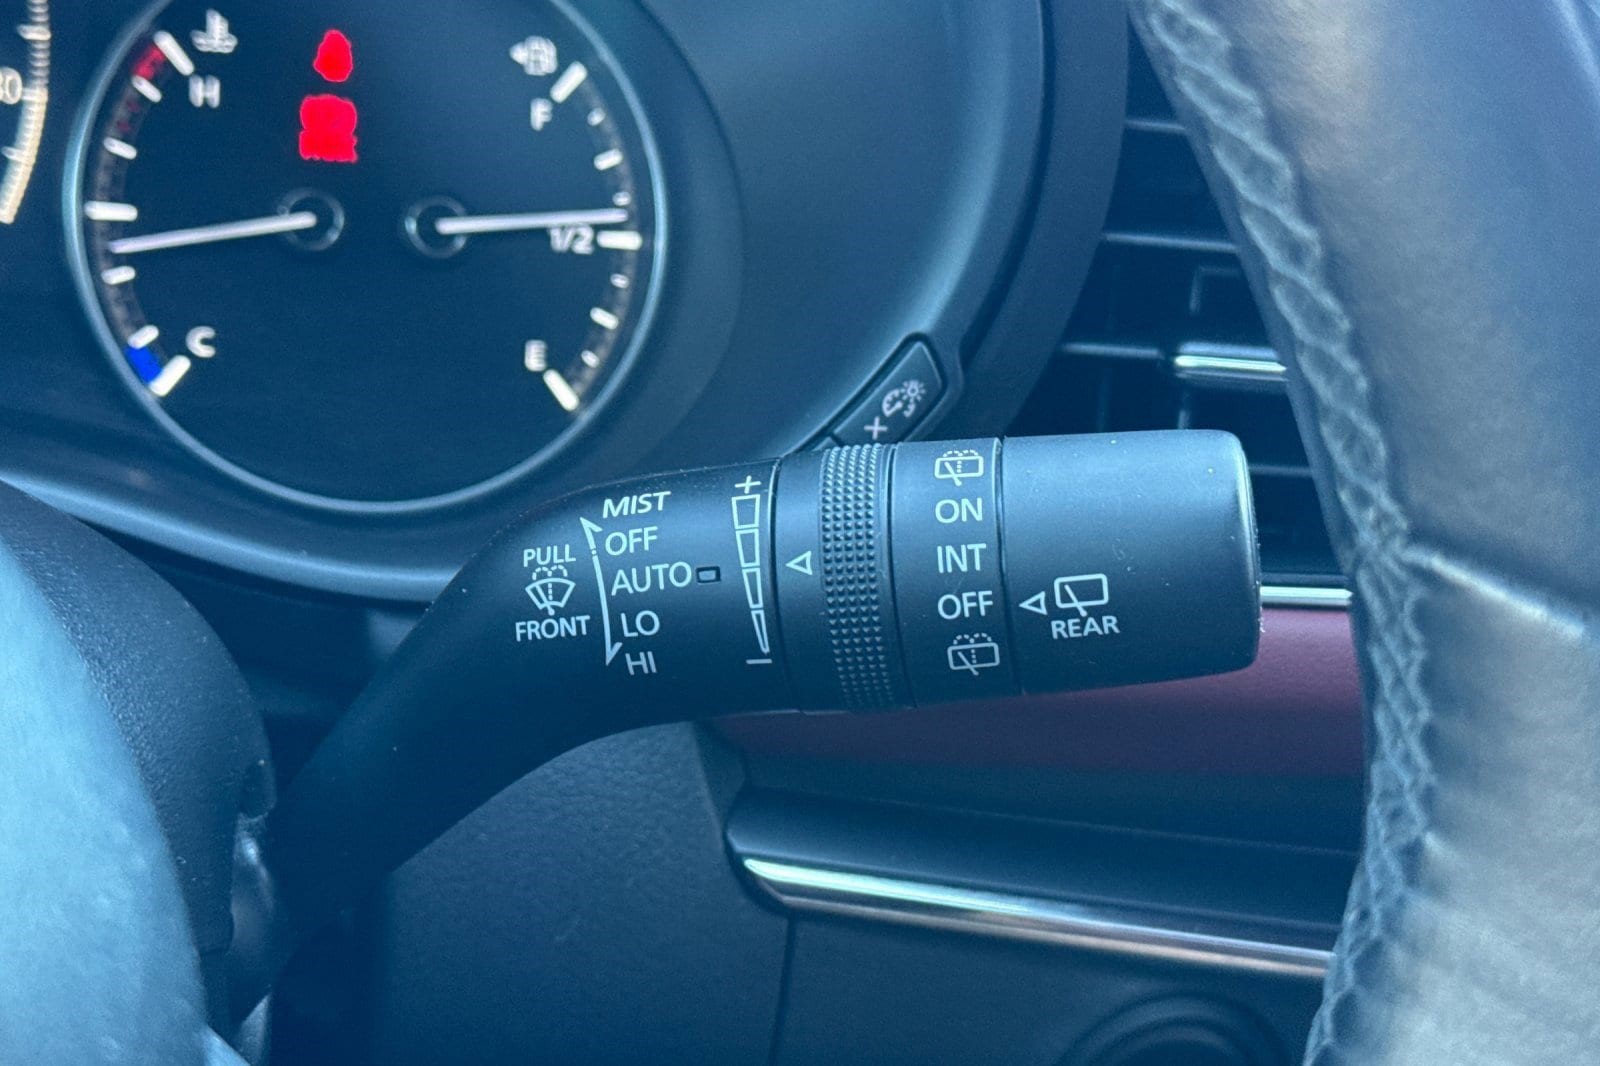 H
F
1/2
C
E
+
MIST
OFF
AUTO
LO
HI
PULL
FRONT
+
−
ON
INT
OFF
REAR